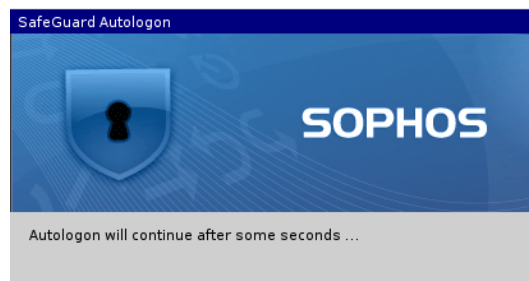 SafeGuard Autologon
SOPHOS
Autologon will continue after some seconds ...